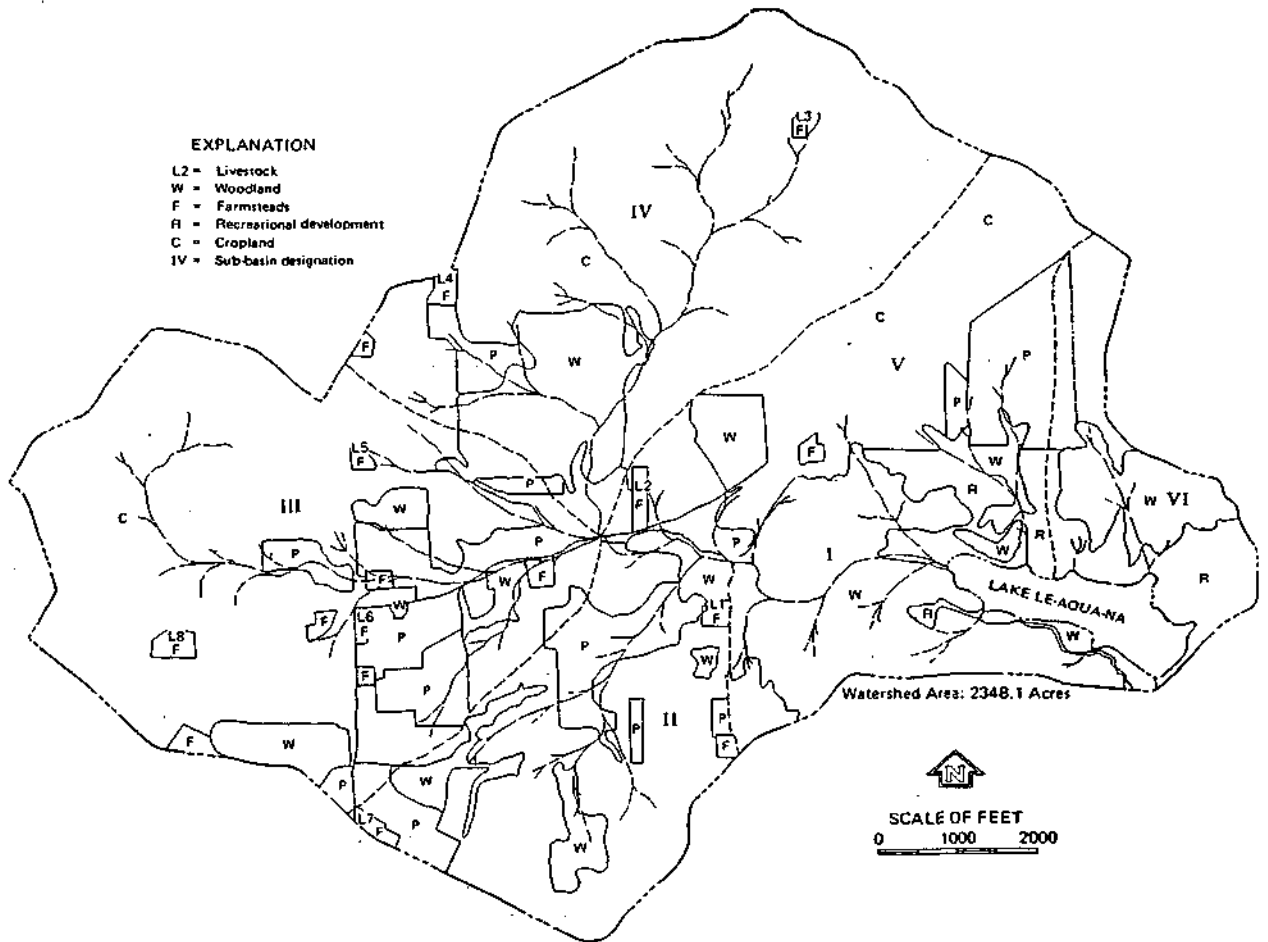 EXPLANATION
L2 = Livestock
W = Woodland
F = Farmsteads
R = Recreational development
C = Cropland
IV = Sub-basin designation
L3
F
IV
C
C
L4
F
F
P
W
C
V
P
P
W
F
L5
F
P
L2
F
W
R
W
VI
C
III
W
P
P
P
I
W
R
F
W
F
W
W
R
LAKE LE-AQUA-NA
L8
F
F
L6
F
W
P
P
L1
F
R
W
W
F
P
Watershed Area: 2348.1 Acres
P
II
P
F
F
W
P
W
N
L7
F
P
W
SCALE OF FEET
0 1000 2000